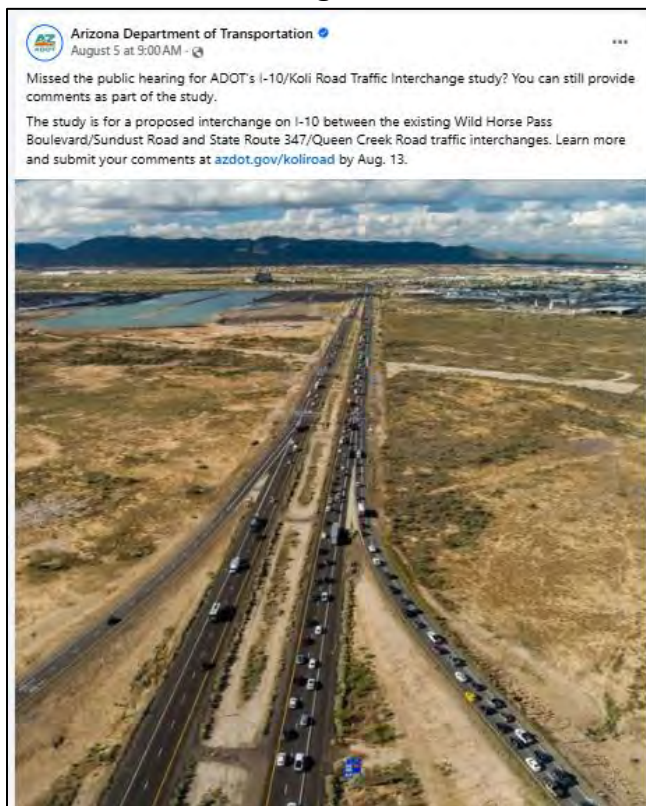 Arizona Department of Transportation
August 5 at 9:00 AM ·
Missed the public hearing for ADOT's I-10/Koli Road Traffic Interchange study? You can still provide
comments as part of the study.
The study is for a proposed interchange on I-10 between the existing Wild Horse Pass
Boulevard/Sundust Road and State Route 347/Queen Creek Road traffic interchanges. Learn more
and submit your comments at azdot.gov/koliroad by Aug. 13.
AZ
ADOT